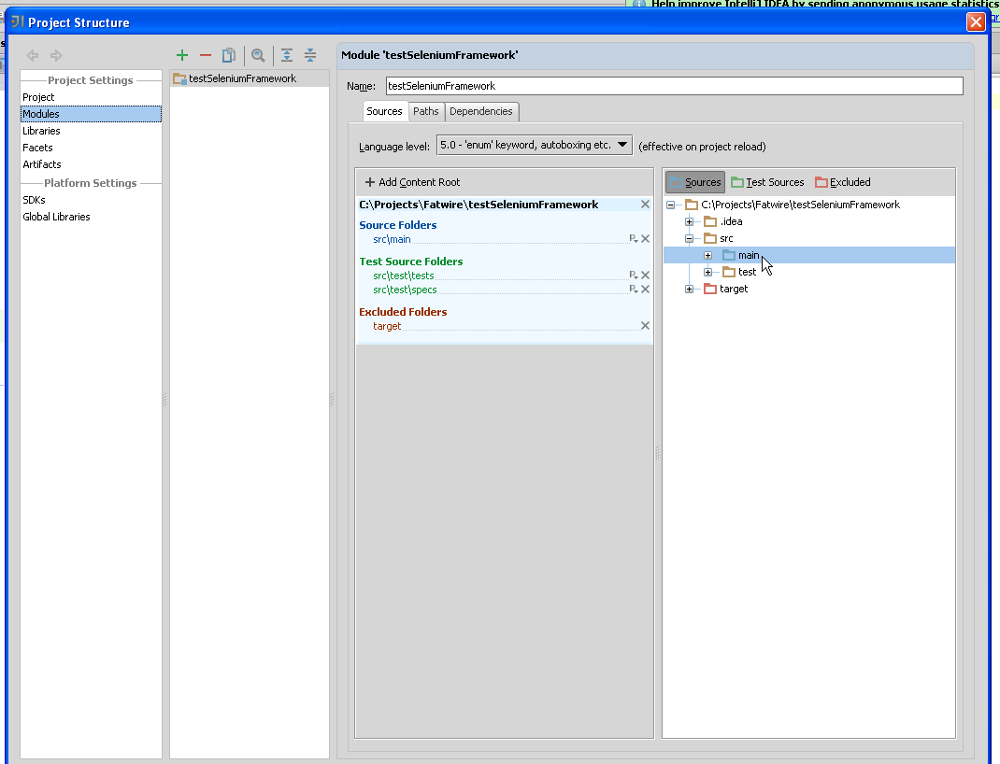 Help improve IntelliJ IDEA by sending anonymous usage statistics
Project Structure
Project Settings
Project
Modules
Libraries
Facets
Artifacts
Platform Settings
SDKs
Global Libraries
testSeleniumFramework
Module 'testSeleniumFramework'
Name: testSeleniumFramework
Sources Paths Dependencies
Language level: 5.0 - 'enum' keyword, autoboxing etc. (effective on project reload)
+ Add Content Root
C:\Projects\Fatwire\testSeleniumFramework
Source Folders
src\main
Test Source Folders
src\test\tests
src\test\specs
Excluded Folders
target
Sources Test Sources Excluded
C:\Projects\Fatwire\testSeleniumFramework
.idea
src
main
test
target